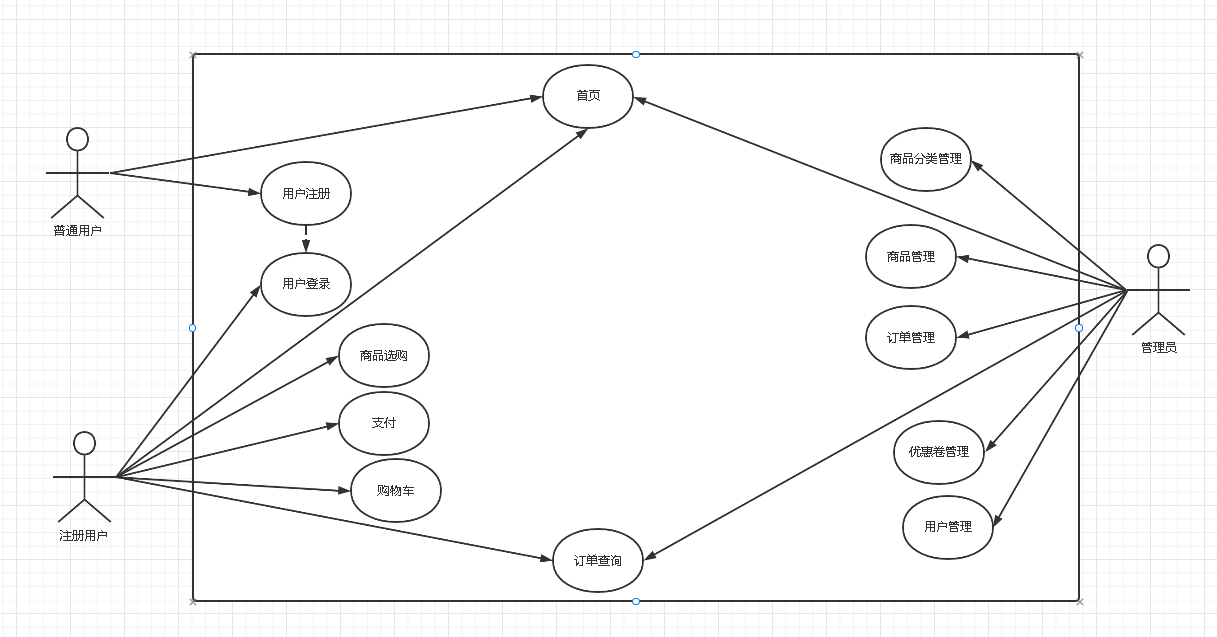 首页
商品分类管理
用户注册
普通用户
商品管理
用户登录
订单管理
管理员
商品选购
支付
优惠卷管理
购物车
用户管理
注册用户
订单查询